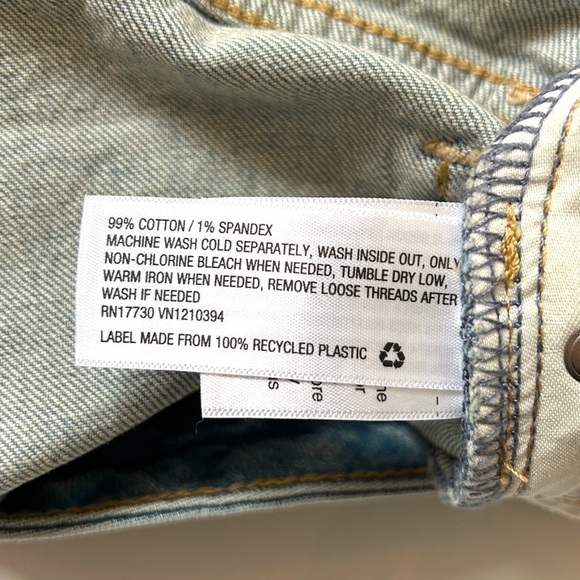 99% COTTON / 1% SPANDEX
MACHINE WASH COLD SEPARATELY, WASH INSIDE OUT, ONLY
NON-CHLORINE BLEACH WHEN NEEDED, TUMBLE DRY LOW,
WARM IRON WHEN NEEDED, REMOVE LOOSE THREADS AFTER
WASH IF NEEDED
RN17730 VN1210394
LABEL MADE FROM 100% RECYCLED PLASTIC